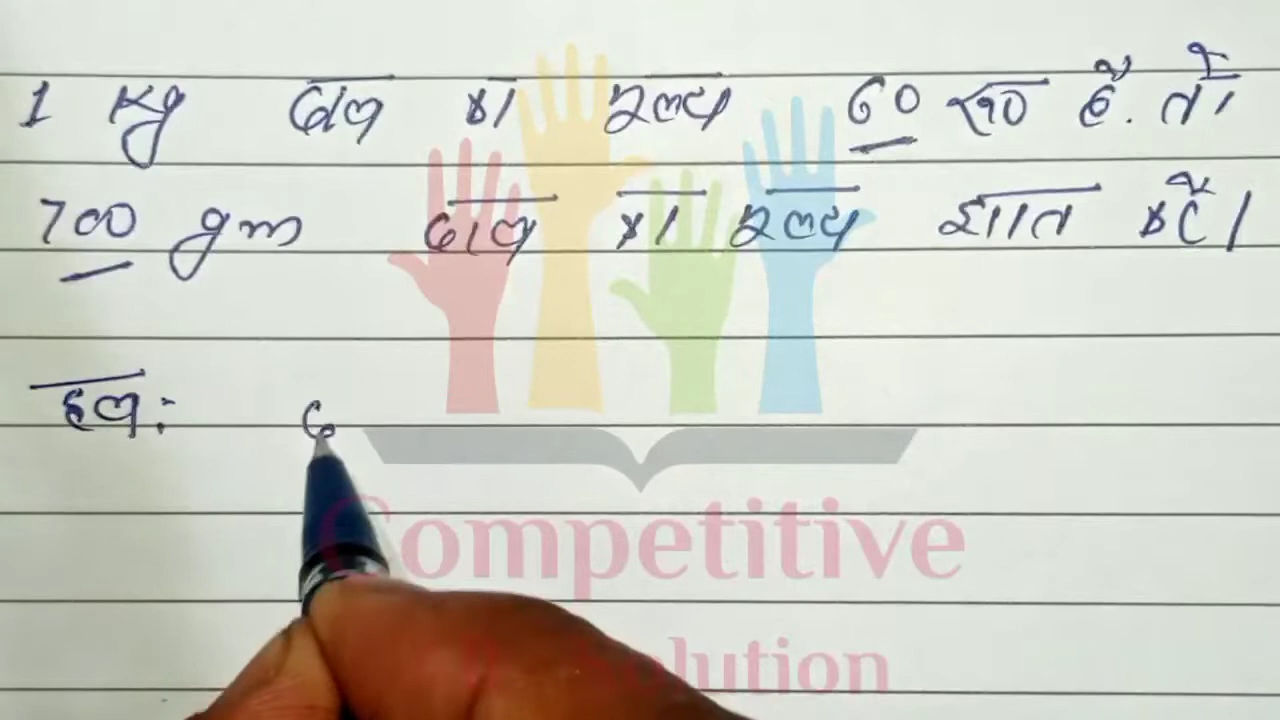 1 Kg दाल का मूल्य 60 रु० है. तो
700 gm दाल का मूल्य ज्ञात करें।
हल: 6
Competitive
Solution